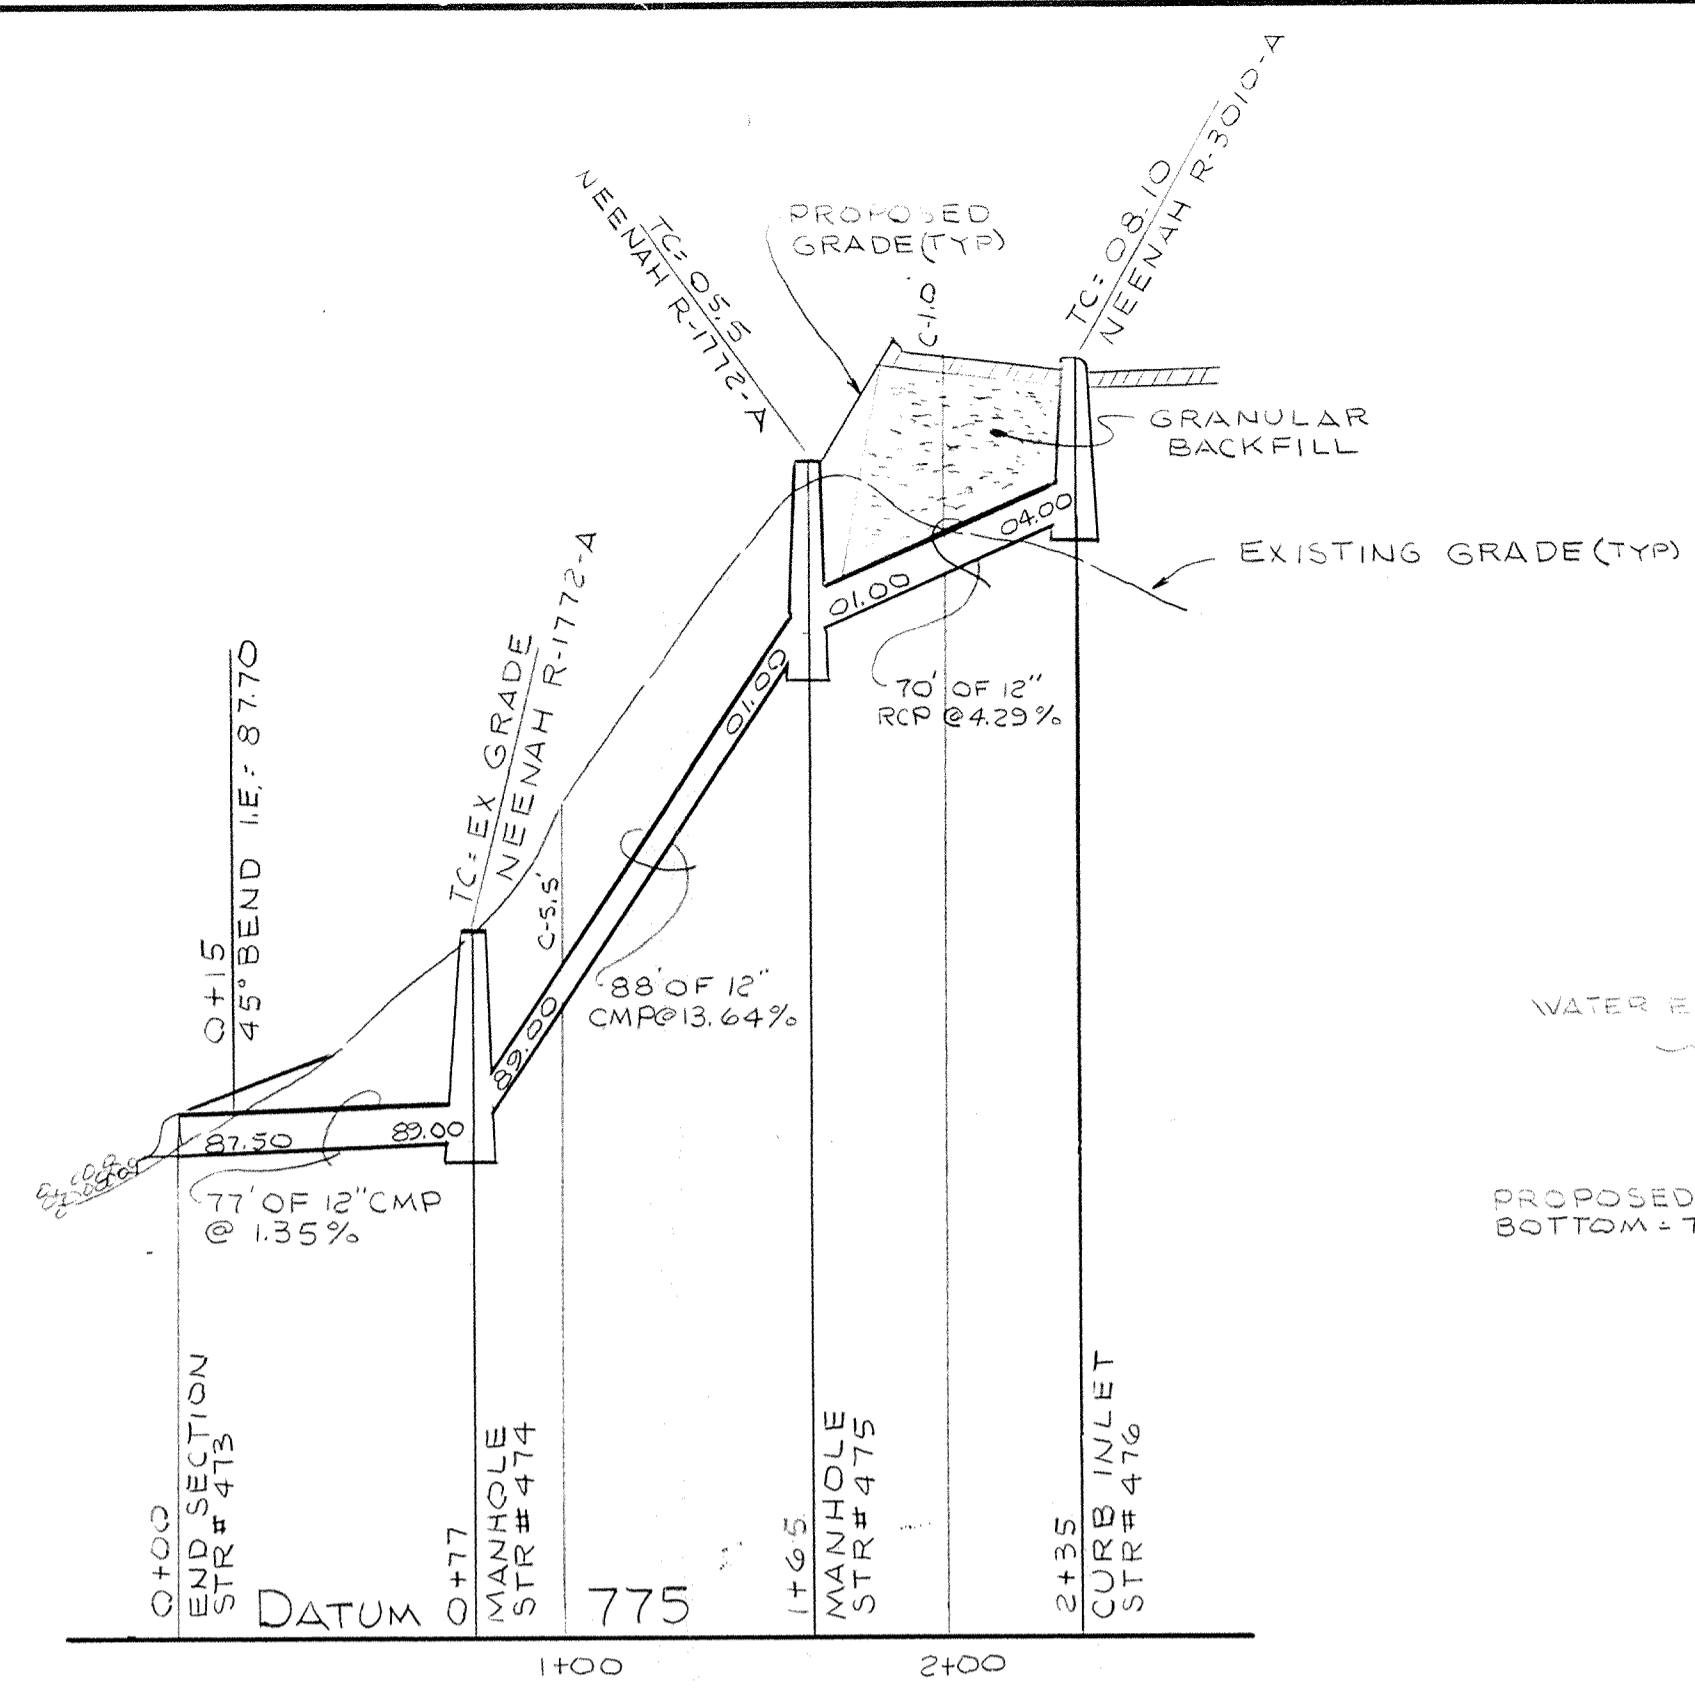 NEENAH R-3010-A
TC= 08.10
TC= 05.5
NEENAH R-1772-A
PROPOSED
GRADE (TYP)
C-1.0'
GRANULAR
BACKFILL
EXISTING GRADE (TYP)
04.00
01.00
70' OF 12"
RCP @ 4.29%
01.00
TC= EX GRADE
NEENAH R-1772-A
0+15
45° BEND I.E.= 87.70
C-5.5'
88' OF 12"
CMP@13.64%
89.00
87.50
89.00
77' OF 12" CMP
@ 1.35%
WATER E
PROPOSED
BOTTOM = 7
0+00
END SECTION
STR # 473
0+77
MANHOLE
STR # 474
1+65
MANHOLE
STR # 475
2+35
CURB INLET
STR # 476
DATUM 775
1+00
2+00